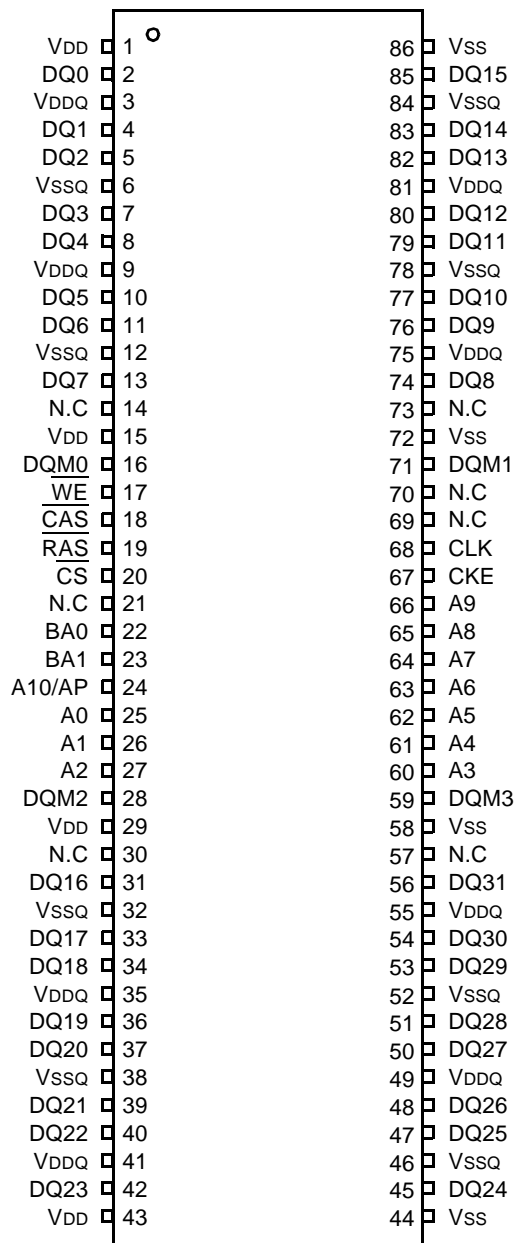 VDD 1 86 VSS
DQ0 2 85 DQ15
VDDQ 3 84 VSSQ
DQ1 4 83 DQ14
DQ2 5 82 DQ13
VSSQ 6 81 VDDQ
DQ3 7 80 DQ12
DQ4 8 79 DQ11
VDDQ 9 78 VSSQ
DQ5 10 77 DQ10
DQ6 11 76 DQ9
VSSQ 12 75 VDDQ
DQ7 13 74 DQ8
N.C 14 73 N.C
VDD 15 72 VSS
DQM0 16 71 DQM1
W̅E̅ 17 70 N.C
C̅A̅S̅ 18 69 N.C
R̅A̅S̅ 19 68 CLK
C̅S̅ 20 67 CKE
N.C 21 66 A9
BA0 22 65 A8
BA1 23 64 A7
A10/AP 24 63 A6
A0 25 62 A5
A1 26 61 A4
A2 27 60 A3
DQM2 28 59 DQM3
VDD 29 58 VSS
N.C 30 57 N.C
DQ16 31 56 DQ31
VSSQ 32 55 VDDQ
DQ17 33 54 DQ30
DQ18 34 53 DQ29
VDDQ 35 52 VSSQ
DQ19 36 51 DQ28
DQ20 37 50 DQ27
VSSQ 38 49 VDDQ
DQ21 39 48 DQ26
DQ22 40 47 DQ25
VDDQ 41 46 VSSQ
DQ23 42 45 DQ24
VDD 43 44 VSS